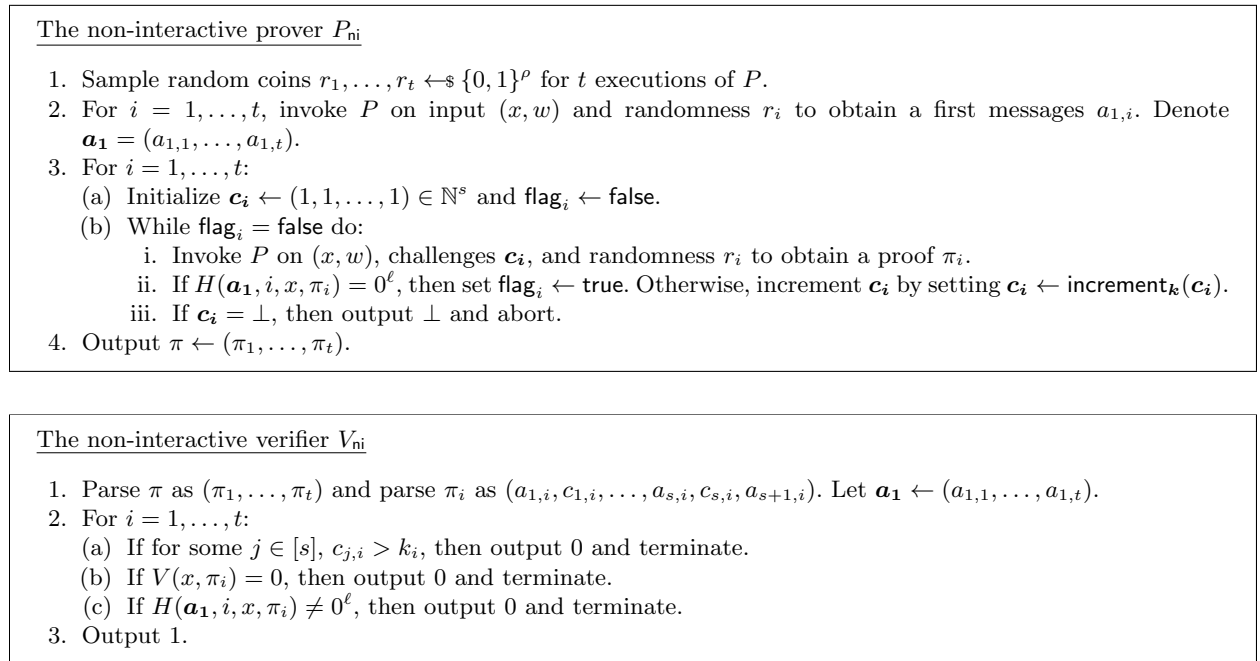 The non-interactive prover P_ni
1. Sample random coins r_1, . . . , r_t ←$ {0, 1}^ρ for t executions of P.
2. For i = 1, . . . , t, invoke P on input (x, w) and randomness r_i to obtain a first messages a_{1,i}. Denote
𝒂_𝟏 = (a_{1,1}, . . . , a_{1,t}).
3. For i = 1, . . . , t:
(a) Initialize 𝒄_𝒊 ← (1, 1, . . . , 1) ∈ ℕ^s and flag_i ← false.
(b) While flag_i = false do:
i. Invoke P on (x, w), challenges 𝒄_𝒊, and randomness r_i to obtain a proof π_i.
ii. If H(𝒂_𝟏, i, x, π_i) = 0^ℓ, then set flag_i ← true. Otherwise, increment 𝒄_𝒊 by setting 𝒄_𝒊 ← increment_𝒌(𝒄_𝒊).
iii. If 𝒄_𝒊 = ⊥, then output ⊥ and abort.
4. Output π ← (π_1, . . . , π_t).
The non-interactive verifier V_ni
1. Parse π as (π_1, . . . , π_t) and parse π_i as (a_{1,i}, c_{1,i}, . . . , a_{s,i}, c_{s,i}, a_{s+1,i}). Let 𝒂_𝟏 ← (a_{1,1}, . . . , a_{1,t}).
2. For i = 1, . . . , t:
(a) If for some j ∈ [s], c_{j,i} > k_i, then output 0 and terminate.
(b) If V(x, π_i) = 0, then output 0 and terminate.
(c) If H(𝒂_𝟏, i, x, π_i) ≠ 0^ℓ, then output 0 and terminate.
3. Output 1.